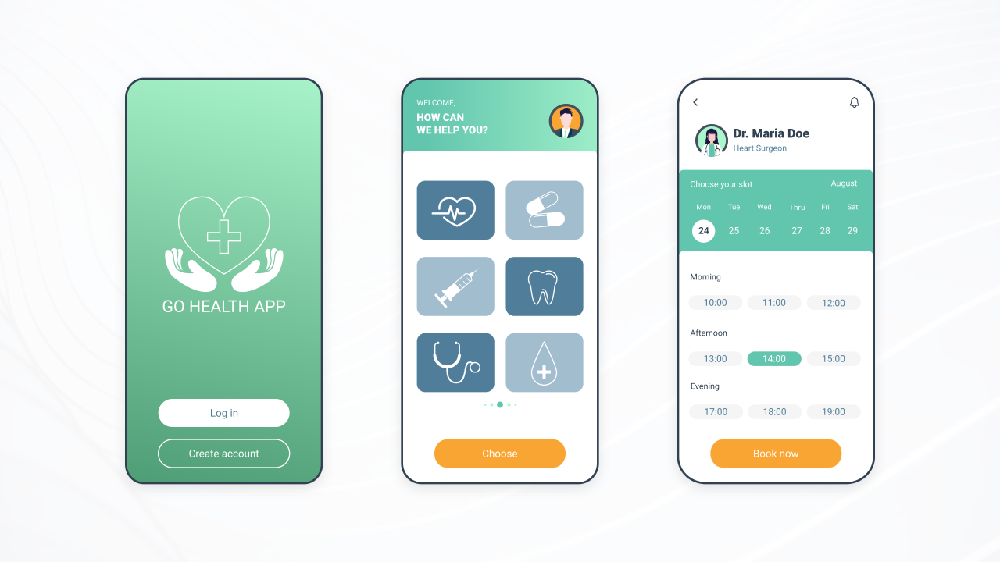 GO HEALTH APP
Log in
Create account
WELCOME,
HOW CAN
WE HELP YOU?
Choose
Dr. Maria Doe
Heart Surgeon
Choose your slot August
Mon Tue Wed Thru Fri Sat
24 25 26 27 28 29
Morning
10:00 11:00 12:00
Afternoon
13:00 14:00 15:00
Evening
17:00 18:00 19:00
Book now